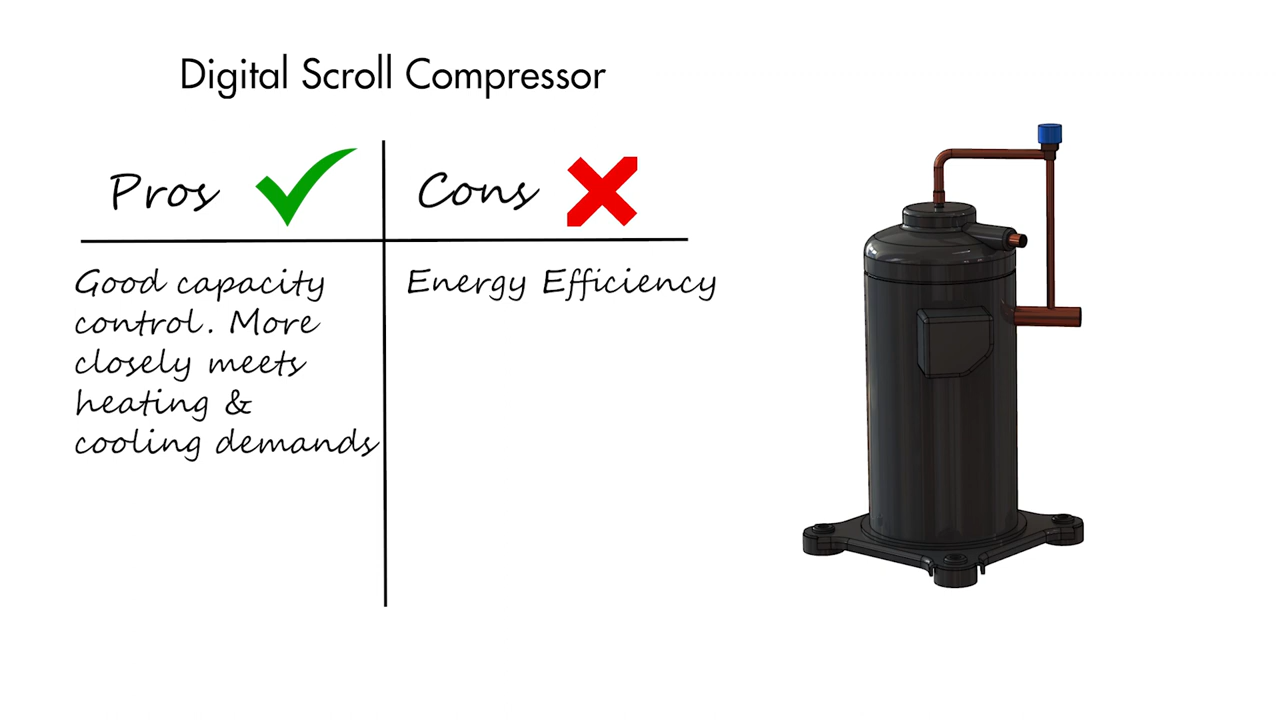 Digital Scroll Compressor
Pros
Cons
Good capacity
control. More
closely meets
heating &
cooling demands
Energy Efficiency